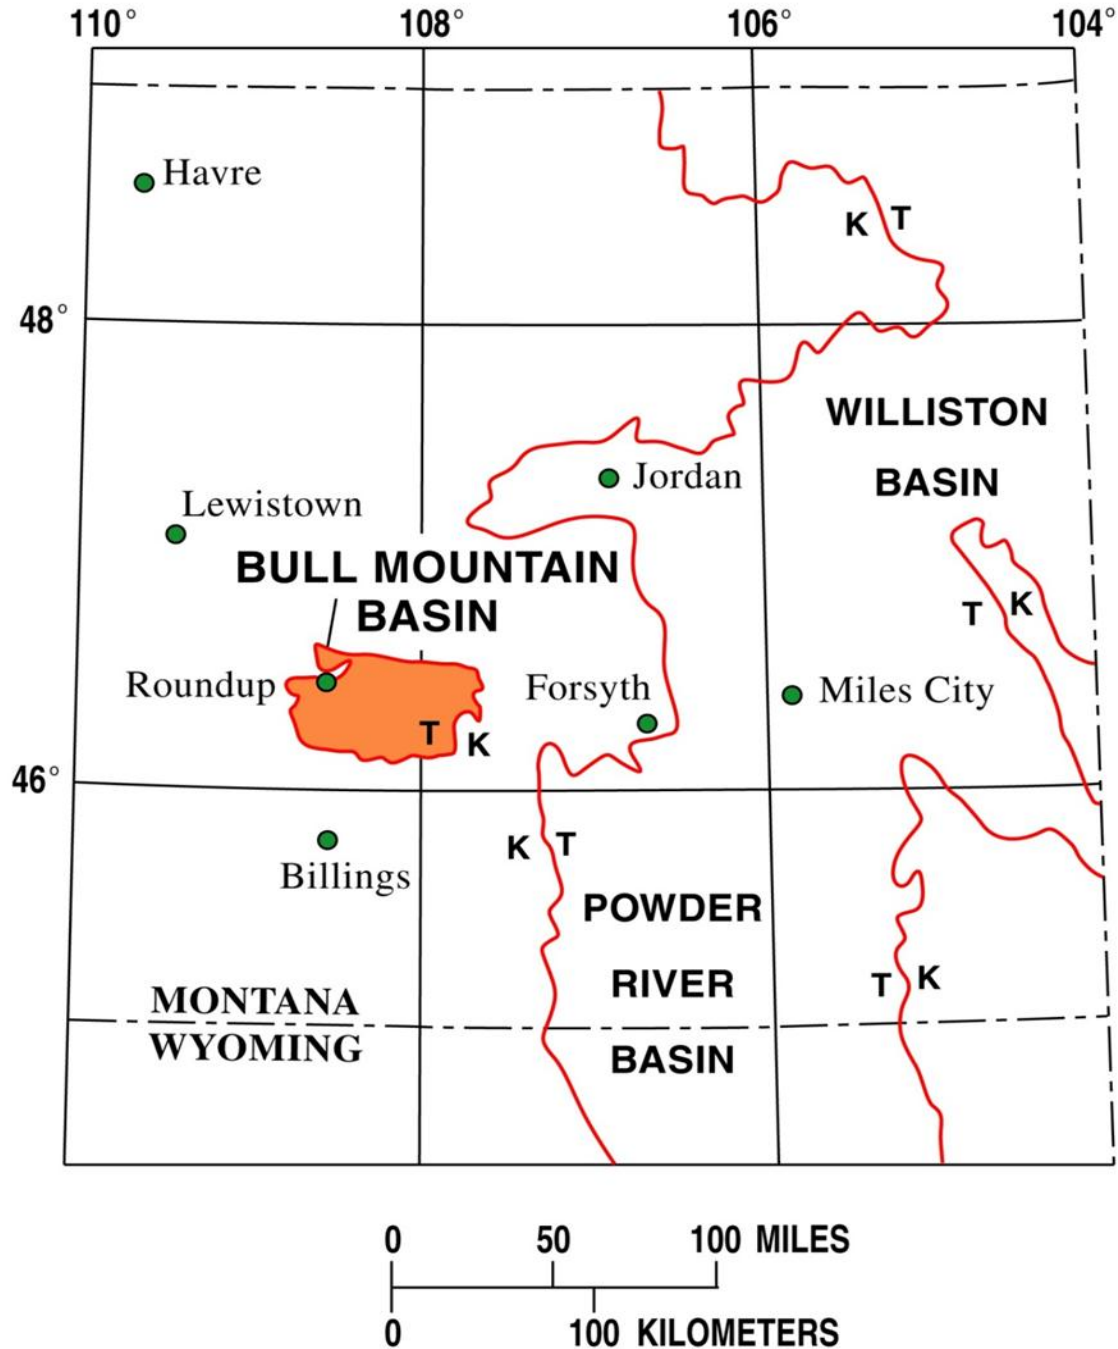 110° 108° 106° 104°
Havre
K T
48°
WILLISTON
BASIN
Jordan
Lewistown
BULL MOUNTAIN
BASIN
T K
Roundup
Forsyth
Miles City
T K
46°
K T
Billings
POWDER
RIVER
BASIN
T K
MONTANA
WYOMING
0 50 100 MILES
0 100 KILOMETERS